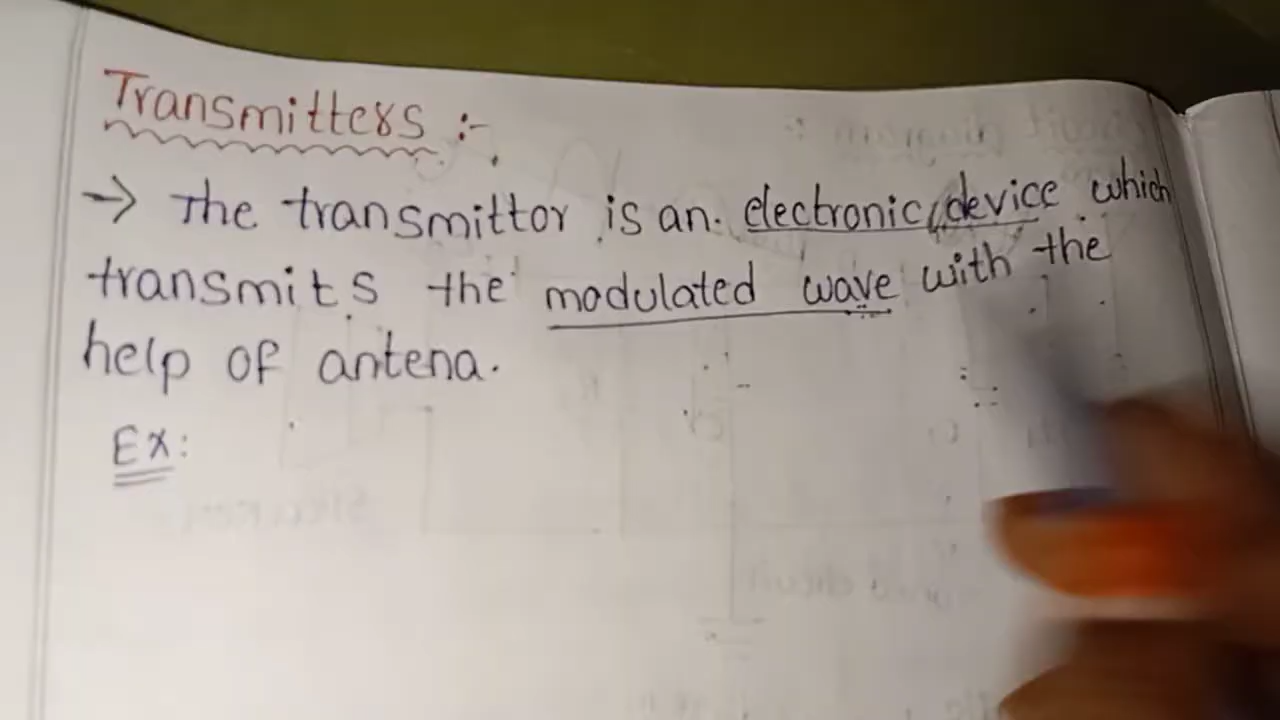 Transmitters :-
→ The transmittor is an electronic device which
transmits the modulated wave with the
help of antena.
Ex: